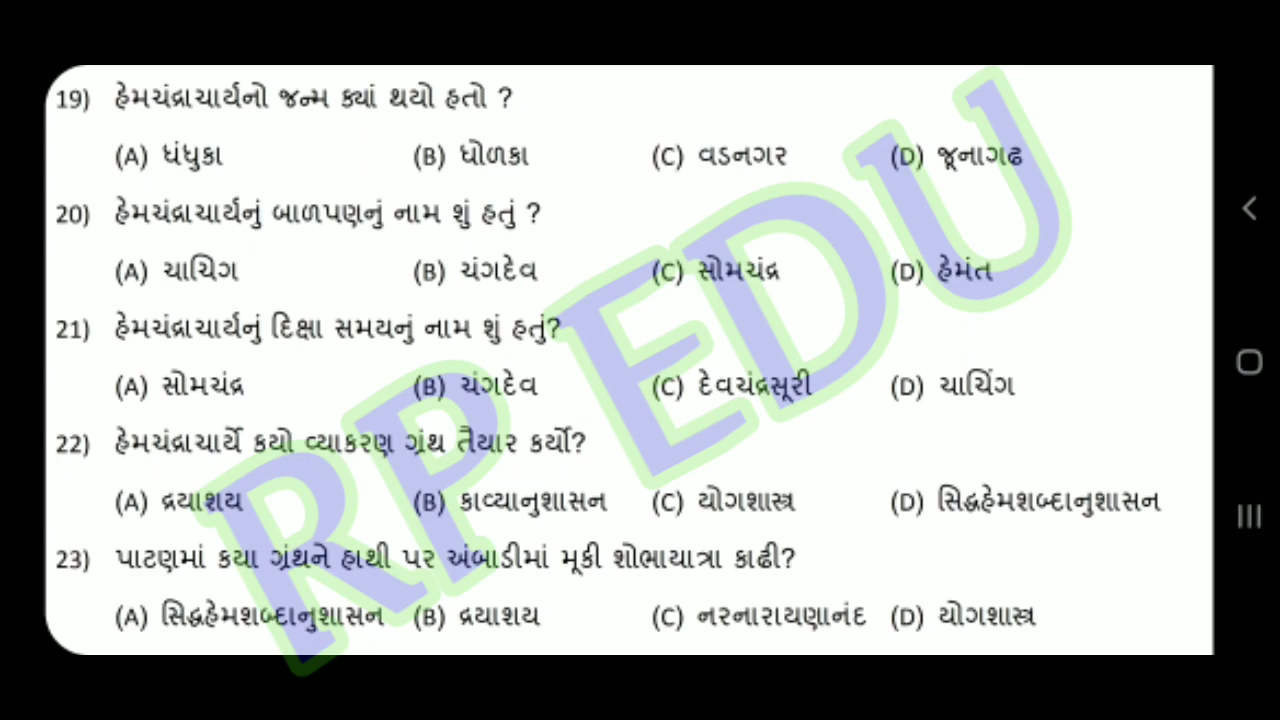 19) હેમચંદ્રાચાર્યનો જન્મ ક્યાં થયો હતો ?
(A) ધંધુકા (B) ધોળકા (C) વડનગર (D) જૂનાગઢ
20) હેમચંદ્રાચાર્યનું બાળપણનું નામ શું હતું ?
(A) ચાચિગ (B) ચંગદેવ (C) સોમચંદ્ર (D) હેમંત
21) હેમચંદ્રાચાર્યનું દિક્ષા સમયનું નામ શું હતું?
(A) સોમચંદ્ર (B) ચંગદેવ (C) દેવચંદ્રસૂરી (D) ચાચિંગ
22) હેમચંદ્રાચાર્યે કયો વ્યાકરણ ગ્રંથ તૈયાર કર્યો?
(A) દ્રયાશય (B) કાવ્યાનુશાસન (C) યોગશાસ્ત્ર (D) સિદ્ધહેમશબ્દાનુશાસન
23) પાટણમાં કયા ગ્રંથને હાથી પર અંબાડીમાં મૂકી શોભાયાત્રા કાઢી?
(A) સિદ્ધહેમશબ્દાનુશાસન (B) દ્રયાશય (C) નરનારાયણાનંદ (D) યોગશાસ્ત્ર
RP EDU